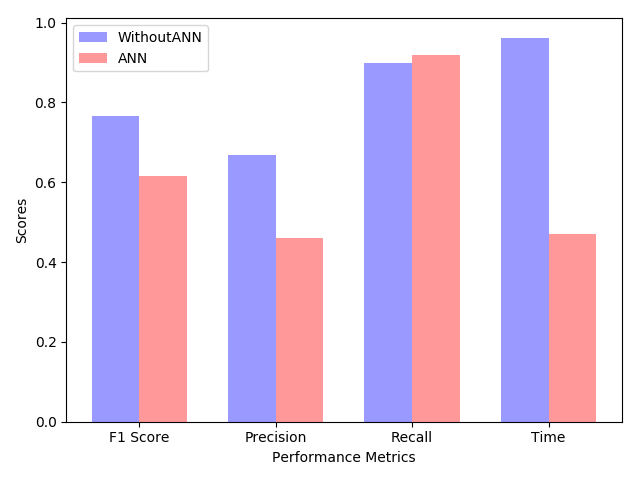 WithoutANN
ANN
1.0
0.8
0.6
0.4
0.2
0.0
Scores
F1 Score Precision Recall Time
Performance Metrics